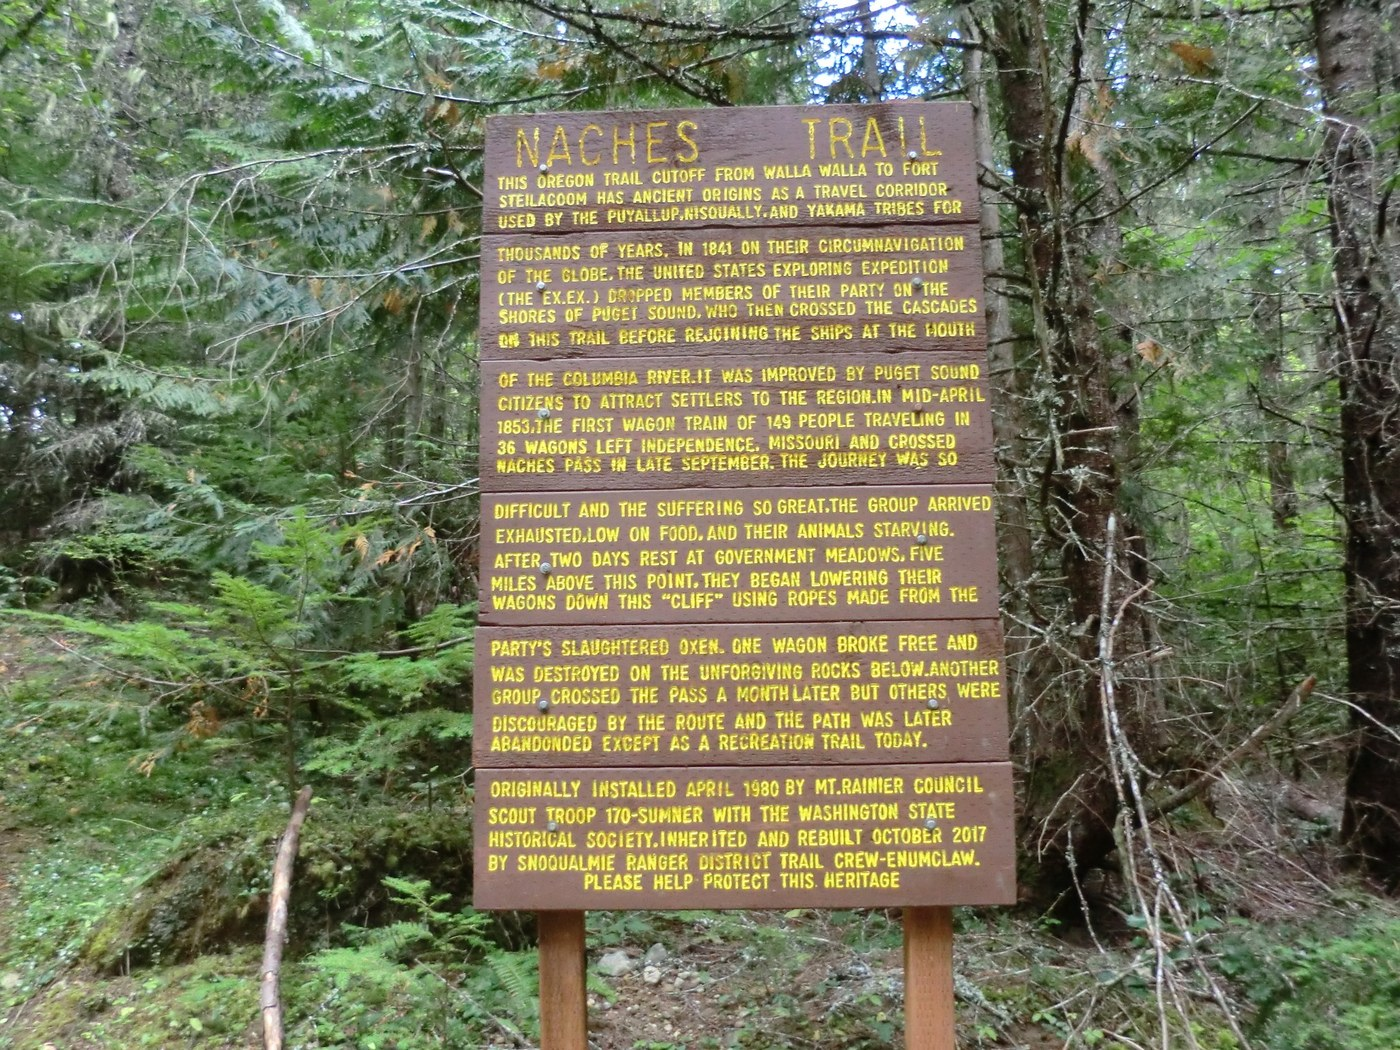 NACHES TRAIL
THIS OREGON TRAIL CUTOFF FROM WALLA WALLA TO FORT
STEILACOOM HAS ANCIENT ORIGINS AS A TRAVEL CORRIDOR
USED BY THE PUYALLUP,NISQUALLY,AND YAKAMA TRIBES FOR
THOUSANDS OF YEARS. IN 1841 ON THEIR CIRCUMNAVIGATION
OF THE GLOBE, THE UNITED STATES EXPLORING EXPEDITION
(THE EX.EX.) DROPPED MEMBERS OF THEIR PARTY ON THE
SHORES OF PUGET SOUND, WHO THEN CROSSED THE CASCADES
ON THIS TRAIL BEFORE REJOINING THE SHIPS AT THE MOUTH
OF THE COLUMBIA RIVER.IT WAS IMPROVED BY PUGET SOUND
CITIZENS TO ATTRACT SETTLERS TO THE REGION.IN MID-APRIL
1853,THE FIRST WAGON TRAIN OF 149 PEOPLE TRAVELING IN
36 WAGONS LEFT INDEPENDENCE, MISSOURI AND CROSSED
NACHES PASS IN LATE SEPTEMBER. THE JOURNEY WAS SO
DIFFICULT AND THE SUFFERING SO GREAT,THE GROUP ARRIVED
EXHAUSTED,LOW ON FOOD, AND THEIR ANIMALS STARVING.
AFTER TWO DAYS REST AT GOVERNMENT MEADOWS, FIVE
MILES ABOVE THIS POINT, THEY BEGAN LOWERING THEIR
WAGONS DOWN THIS "CLIFF" USING ROPES MADE FROM THE
PARTY'S SLAUGHTERED OXEN. ONE WAGON BROKE FREE AND
WAS DESTROYED ON THE UNFORGIVING ROCKS BELOW.ANOTHER
GROUP CROSSED THE PASS A MONTH LATER BUT OTHERS WERE
DISCOURAGED BY THE ROUTE AND THE PATH WAS LATER
ABANDONDED EXCEPT AS A RECREATION TRAIL TODAY.
ORIGINALLY INSTALLED APRIL 1980 BY MT.RAINIER COUNCIL
SCOUT TROOP 170-SUMNER WITH THE WASHINGTON STATE
HISTORICAL SOCIETY.INHERITED AND REBUILT OCTOBER 2017
BY SNOQUALMIE RANGER DISTRICT TRAIL CREW-ENUMCLAW.
PLEASE HELP PROTECT THIS HERITAGE